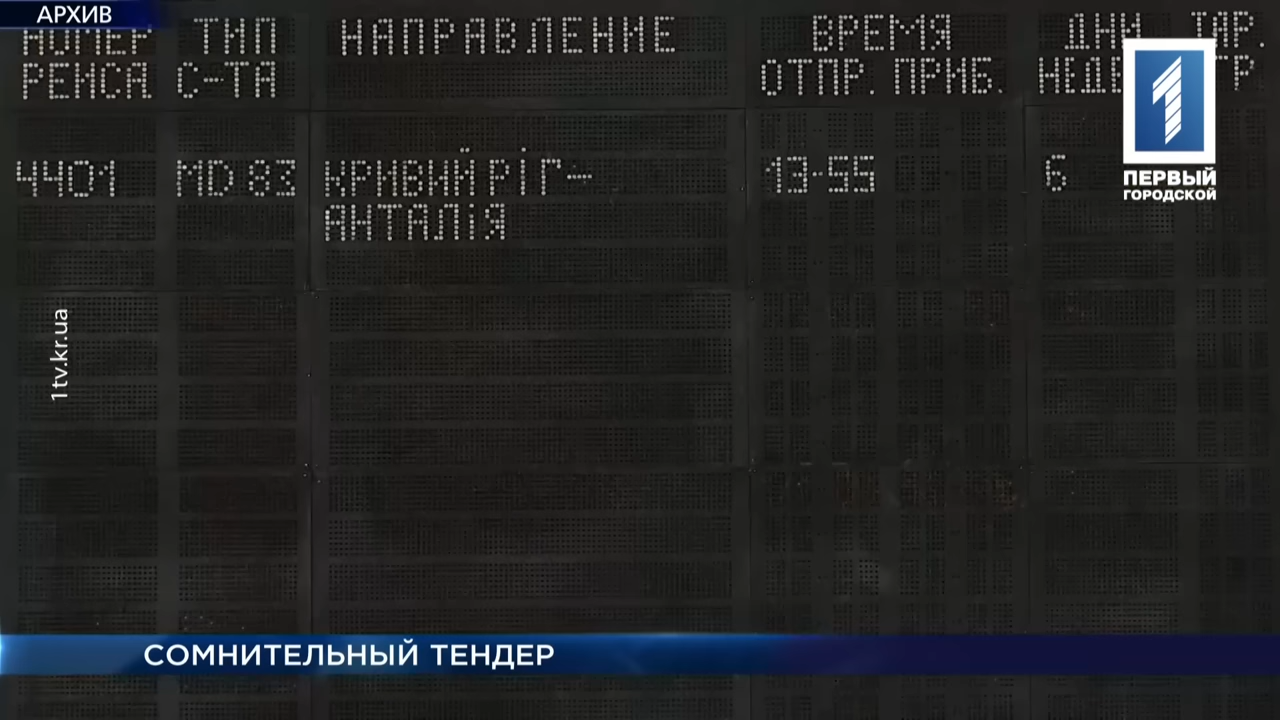 АРХИВ
НОМЕР ТИП НАПРАВЛЕНИЕ ВРЕМЯ ДНИ ТАР.
РЕЙСА С-ТА ОТПР. ПРИБ.
4401 MD 83 КРИВИЙ РІГ- 13-55 6
АНТАЛІЯ
1
ПЕРВЫЙ
ГОРОДСКОЙ
1tv.kr.ua
СОМНИТЕЛЬНЫЙ ТЕНДЕР